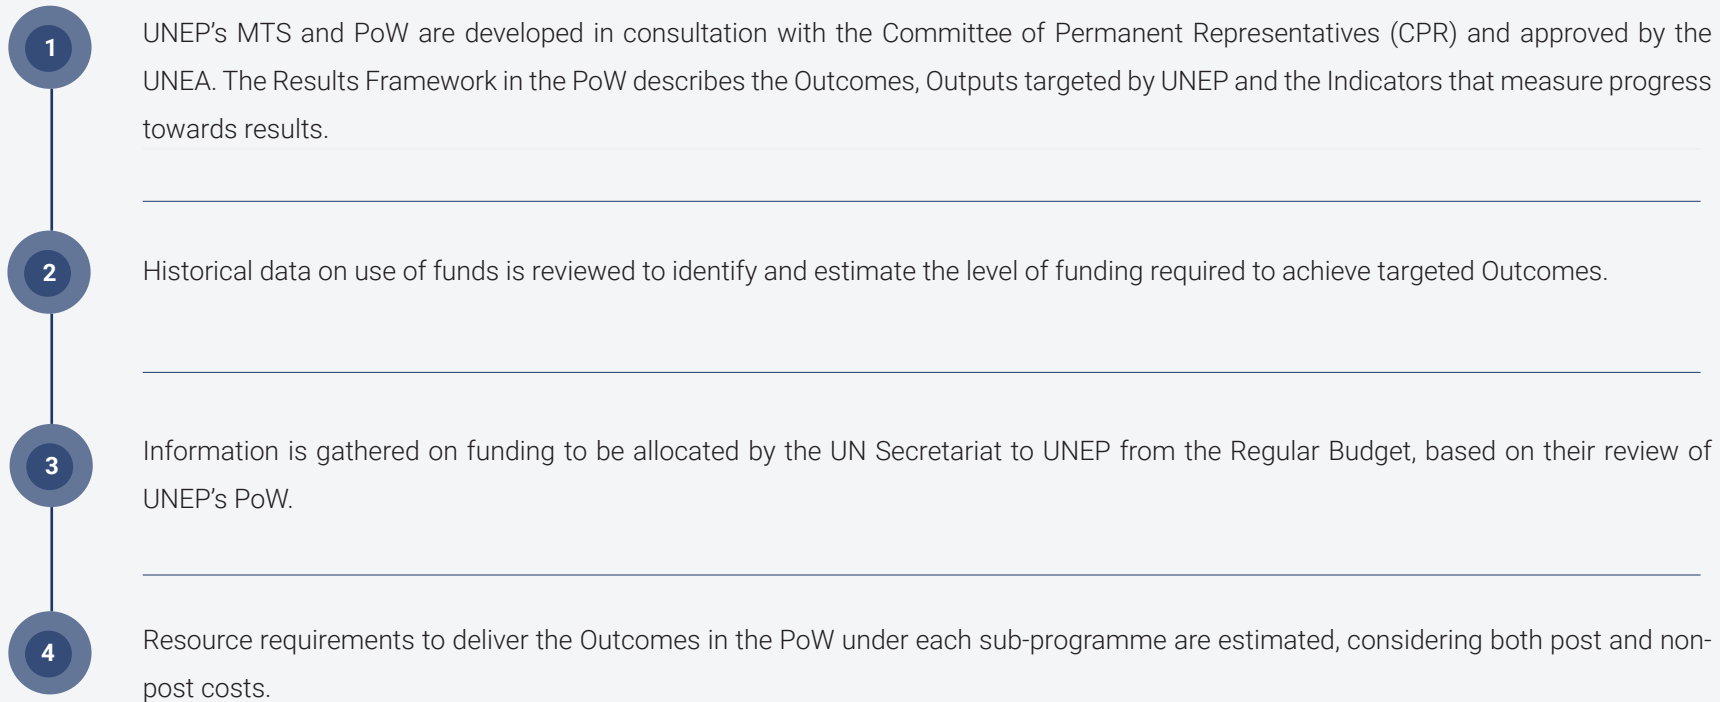 1
UNEP’s MTS and PoW are developed in consultation with the Committee of Permanent Representatives (CPR) and approved by the
UNEA. The Results Framework in the PoW describes the Outcomes, Outputs targeted by UNEP and the Indicators that measure progress
towards results.
2
Historical data on use of funds is reviewed to identify and estimate the level of funding required to achieve targeted Outcomes.
3
Information is gathered on funding to be allocated by the UN Secretariat to UNEP from the Regular Budget, based on their review of
UNEP’s PoW.
4
Resource requirements to deliver the Outcomes in the PoW under each sub-programme are estimated, considering both post and non-
post costs.